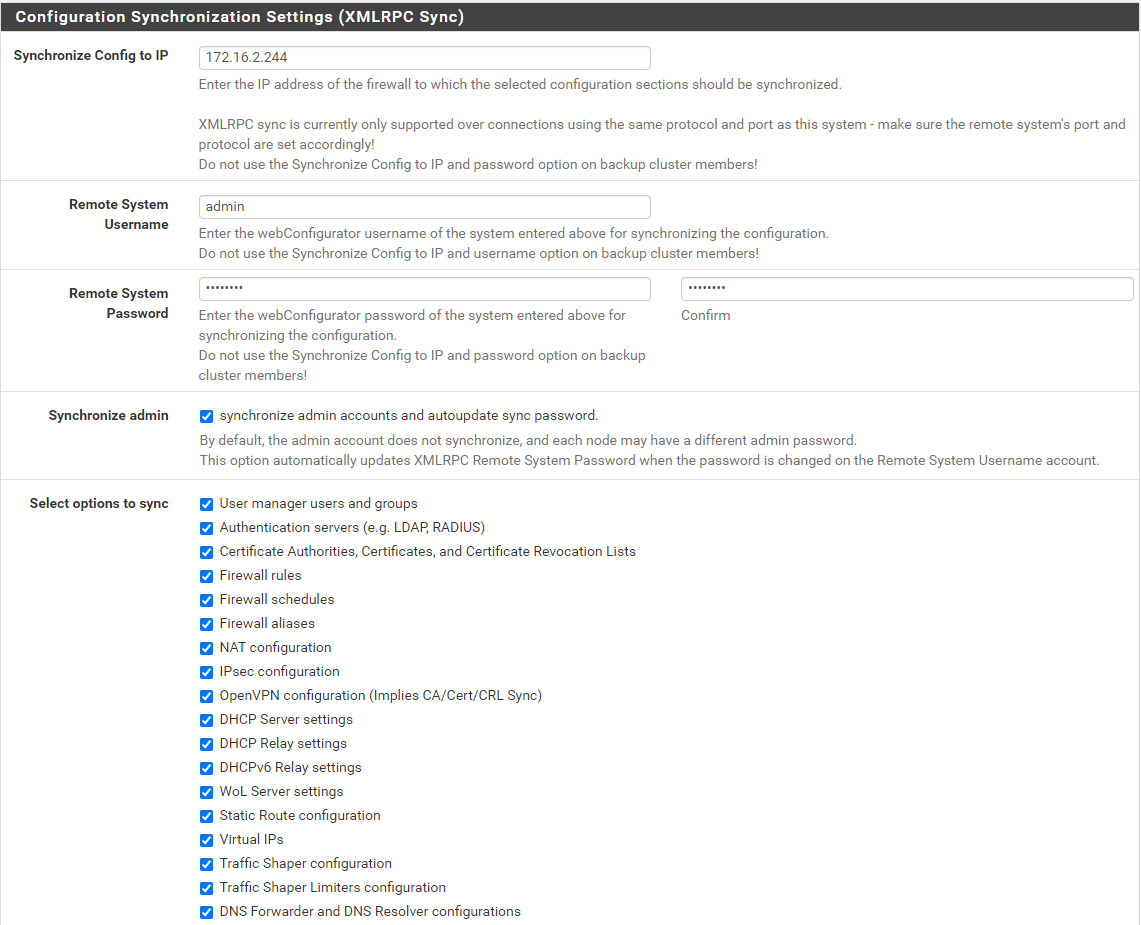 Configuration Synchronization Settings (XMLRPC Sync)
Synchronize Config to IP
172.16.2.244
Enter the IP address of the firewall to which the selected configuration sections should be synchronized.
XMLRPC sync is currently only supported over connections using the same protocol and port as this system - make sure the remote system's port and
protocol are set accordingly!
Do not use the Synchronize Config to IP and password option on backup cluster members!
Remote System
Username
admin
Enter the webConfigurator username of the system entered above for synchronizing the configuration.
Do not use the Synchronize Config to IP and username option on backup cluster members!
Remote System
Password
••••••••
Enter the webConfigurator password of the system entered above for
synchronizing the configuration.
Do not use the Synchronize Config to IP and password option on backup
cluster members!
••••••••
Confirm
Synchronize admin
synchronize admin accounts and autoupdate sync password.
By default, the admin account does not synchronize, and each node may have a different admin password.
This option automatically updates XMLRPC Remote System Password when the password is changed on the Remote System Username account.
Select options to sync
User manager users and groups
Authentication servers (e.g. LDAP, RADIUS)
Certificate Authorities, Certificates, and Certificate Revocation Lists
Firewall rules
Firewall schedules
Firewall aliases
NAT configuration
IPsec configuration
OpenVPN configuration (Implies CA/Cert/CRL Sync)
DHCP Server settings
DHCP Relay settings
DHCPv6 Relay settings
WoL Server settings
Static Route configuration
Virtual IPs
Traffic Shaper configuration
Traffic Shaper Limiters configuration
DNS Forwarder and DNS Resolver configurations